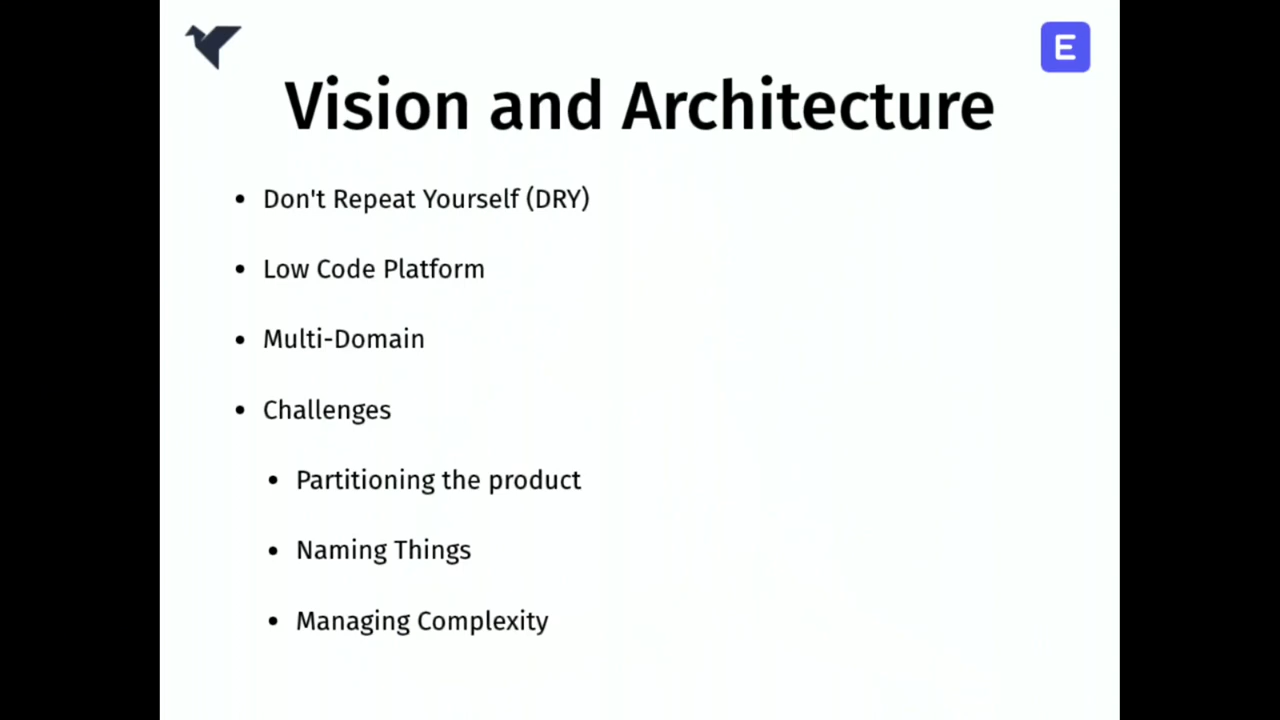 E
Vision and Architecture
• Don't Repeat Yourself (DRY)
• Low Code Platform
• Multi-Domain
• Challenges
• Partitioning the product
• Naming Things
• Managing Complexity